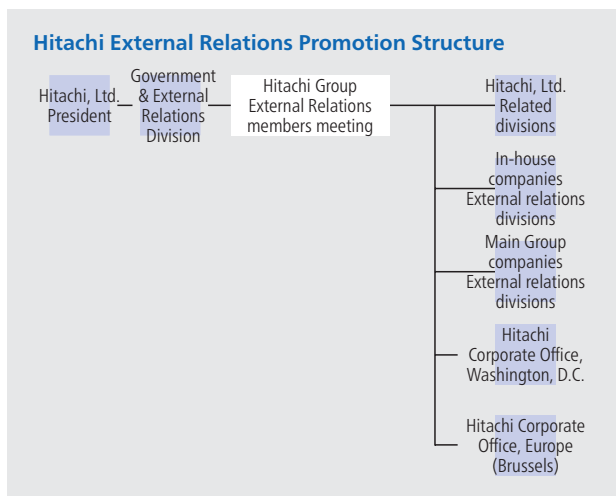 Hitachi External Relations Promotion Structure
Hitachi, Ltd.
President
Government
& External
Relations
Division
Hitachi Group
External Relations
members meeting
Hitachi, Ltd.
Related
divisions
In-house
companies
External relations
divisions
Main Group
companies
External relations
divisions
Hitachi
Corporate Office,
Washington, D.C.
Hitachi Corporate
Office, Europe
(Brussels)